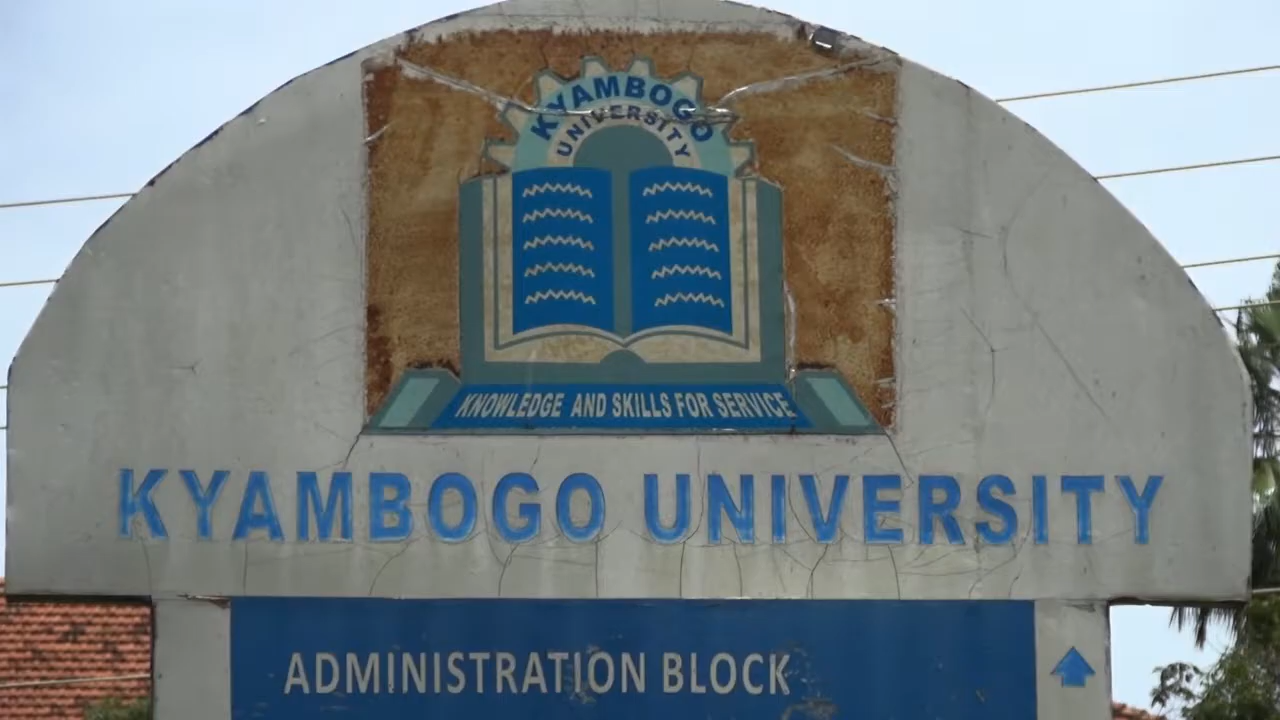 KYAMBOGO
UNIVERSITY
KNOWLEDGE AND SKILLS FOR SERVICE
KYAMBOGO UNIVERSITY
ADMINISTRATION BLOCK